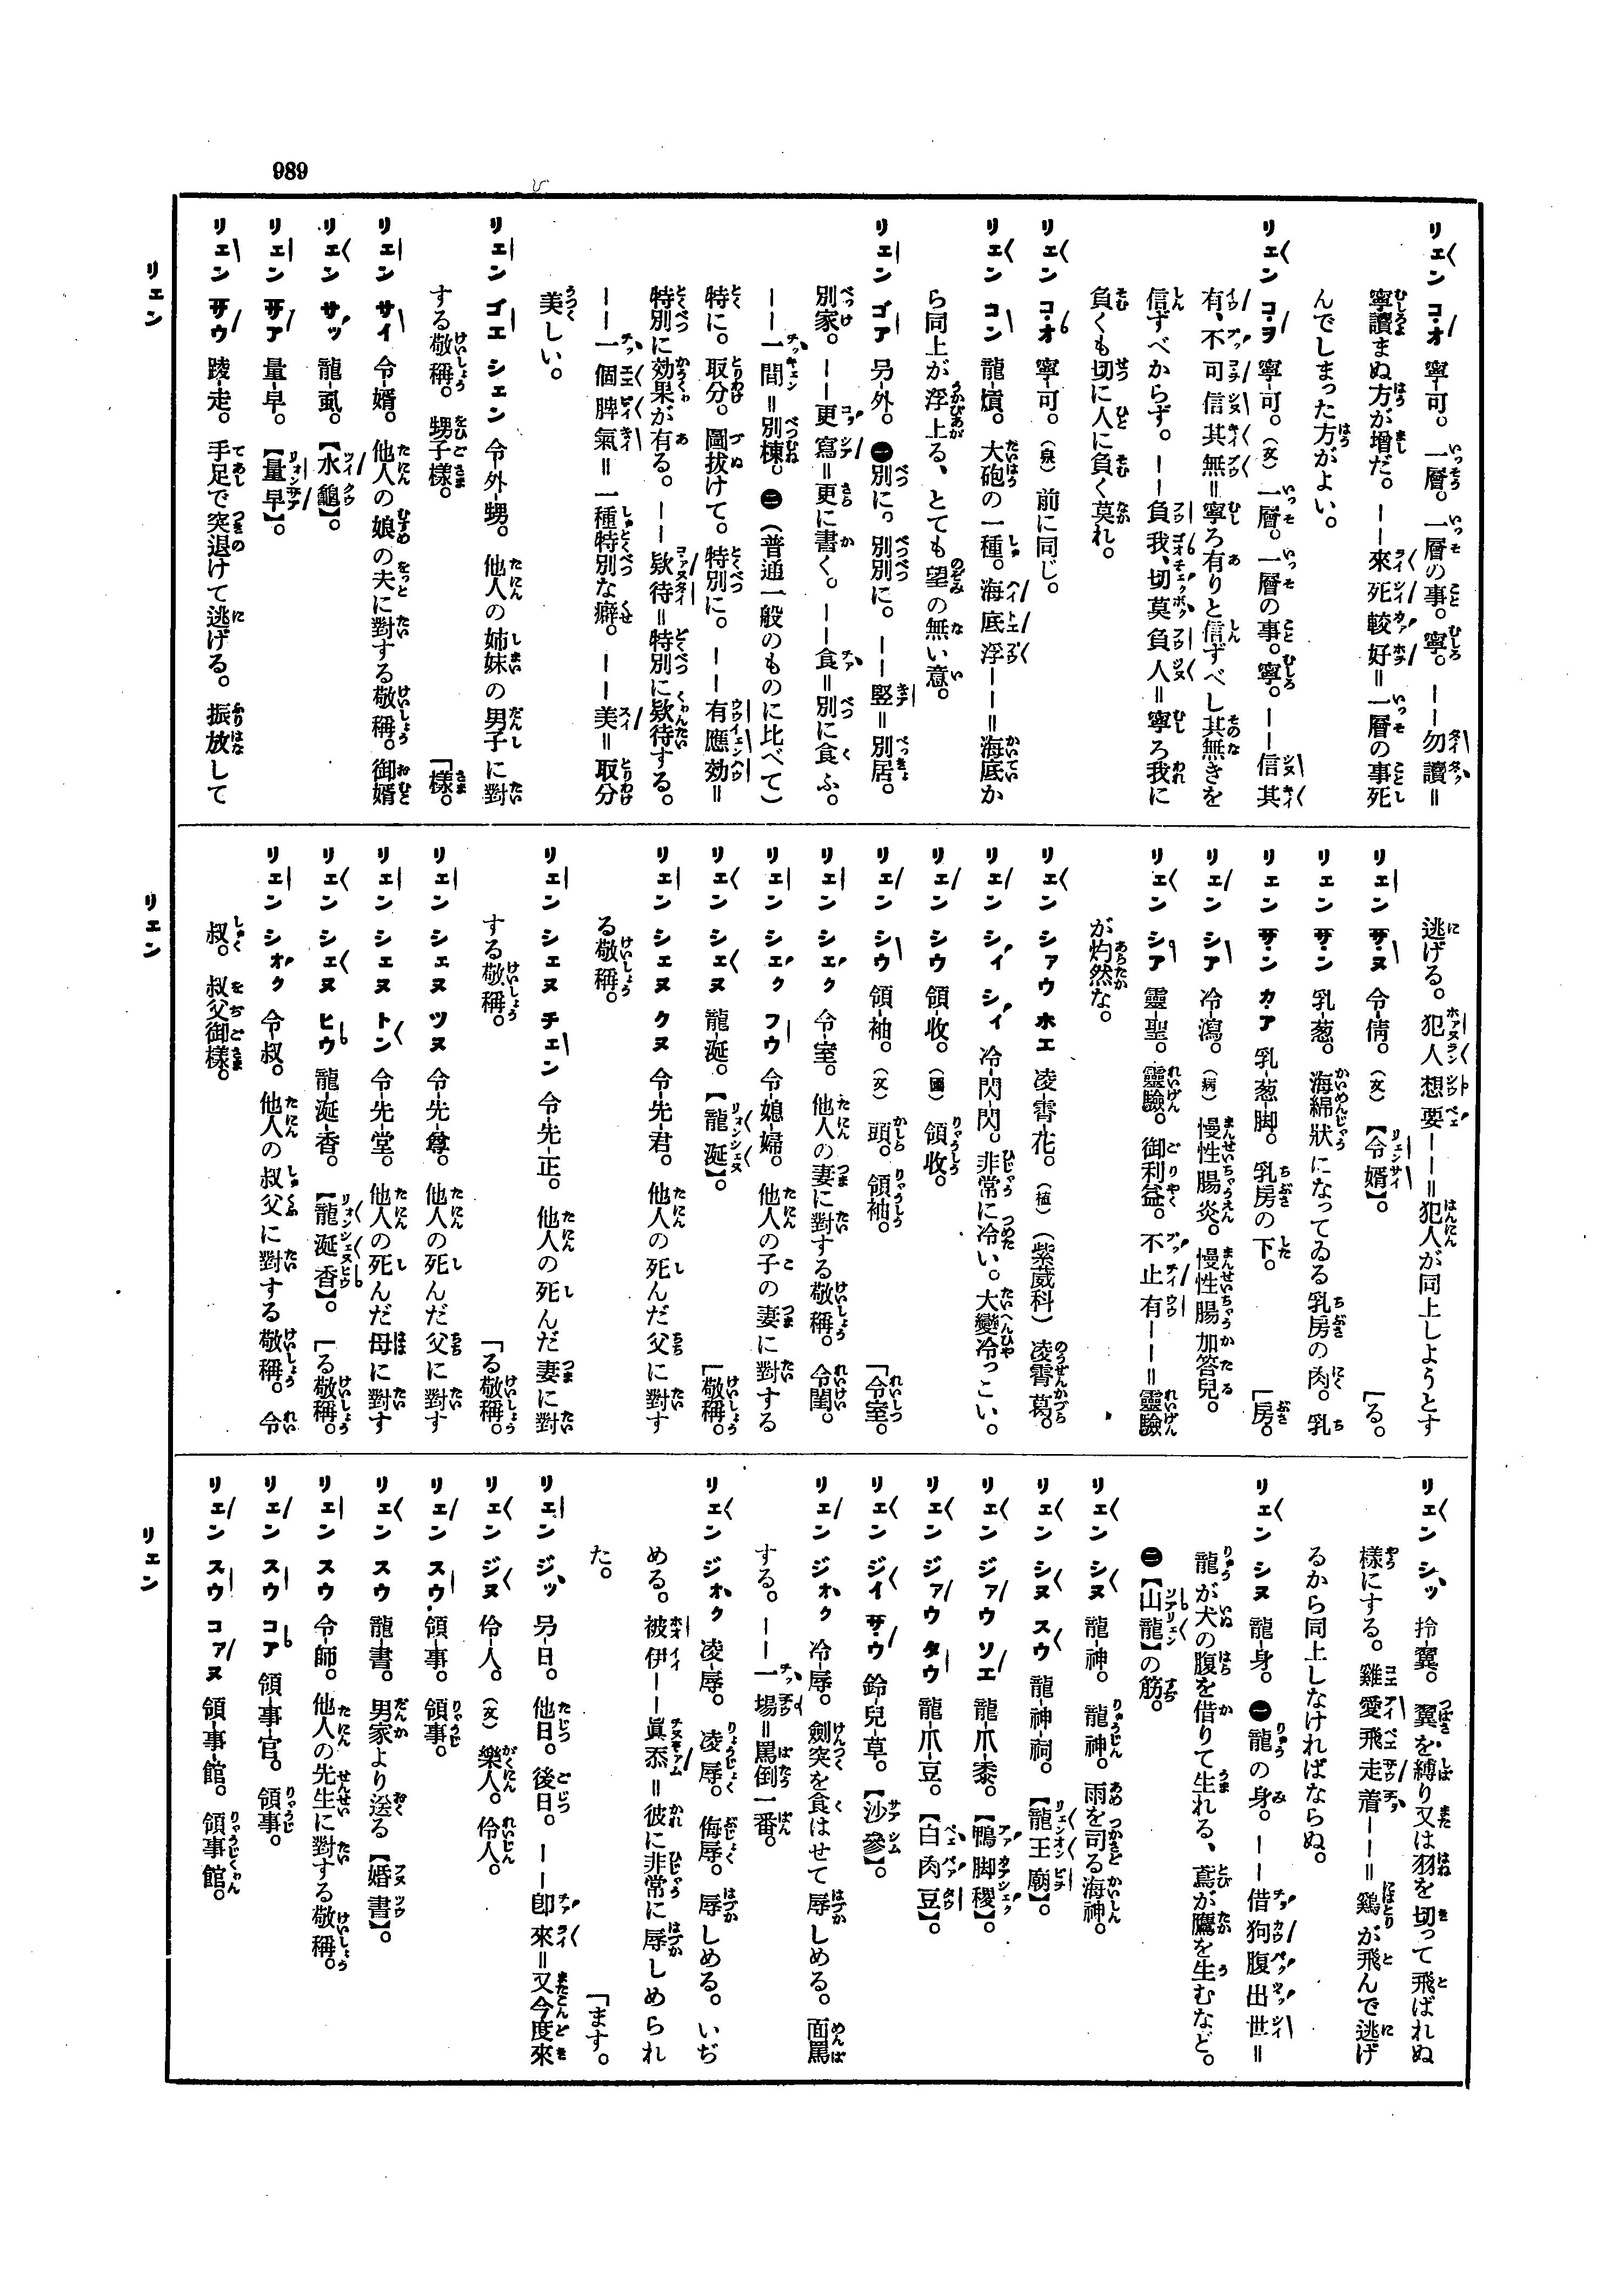 989
リェン コオ 寧-可。一層。一層の事。寧。――勿讀＝
寧讀まぬ方が增だ。――來死較好＝一層の事死
んでしまった方がよい。
リェン コヲ 寧-可。(文)一層。一層の事。寧。――信其
有、不可信其無＝寧ろ有りと信ずべし其無きを
信ずべからず。――負我、切莫負人＝寧ろ我に
負くも切に人に負く莫れ。
リェン コオ 寧-可。(泉) 前に同じ。
リェン コン 龍-熕。大砲の一種。海底浮――＝海底か
ら同上が浮上る、とても望の無い意。
リェン ゴア 另-外。㊀別に。別別に。――竪＝別居。
別家。――更寫＝更に書く。――食＝別に食ふ。
――一間＝別棟。㊁(普通一般のものに比べて)
特に。取分。圖拔けて。特別に。――有應効＝
特別に効果が有る。――欵待＝特別に欵待する。
――一個脾氣＝一種特別な癖。――美＝取分
美しい。
リェン ゴエ シェン 令-外-甥。他人の姉妹の男子に對
する敬稱。甥子樣。 「樣。
リェン サイ 令-婿。他人の娘の夫に對する敬稱。御婿
リェン サッ 龍-虱。【水龜】。
リェン ザア 量-早。【量早】。
リェン ザウ 踜-走。手足で突退けて逃げる。振放して
リェン
逃げる。犯人想要――＝犯人が同上しようとす
リェン サヌ 令-倩。(文)【令婿】。 「る。
リェン ザン 乳-葱。海綿狀になってゐる乳房の肉。乳
リェン ザン カア 乳-葱-脚。乳房の下。 「房。
リェン シア 冷-瀉。(病)慢性腸炎。慢性腸加答兒。
リェン シア 靈-聖。靈驗。御利益。不止有――＝靈驗
が灼然な。
リェン シァウ ホエ 凌-霄-花。(植)(紫葳科)凌霄葛。
リェン シィ シィ 冷-閃-閃。非常に冷い。大變冷っこい。
リェン シウ 領-收。(國)領收。
リェン シウ 領-袖。(文)頭。領袖。 「令室。
リェン シェク 令-室。他人の妻に對する敬稱。令閨。
リェン シェク フウ 令-媳-婦。他人の子の妻に對する
リェン シェヌ 龍-涎。【龍涎】。 「敬稱。
リェン シェヌ クヌ 令-先-君。他人の死んだ父に對す
る敬稱。
リェン シェヌ チェン 令-先-正。他人の死んだ妻に對
する敬稱。
リェン シェヌ ツヌ 令-先-尊。他人の死んだ父に對す
リェン シェヌ トン 令-先-堂。他人の死んだ母に對す
リェン シェヌ ヒウ 龍-涎-香。【龍涎香】。 「る敬稱。
リェン シオク 令-叔。他人の叔父に對する敬稱。令
叔。叔父御樣。
リェン
リェン シッ 拎-翼。翼を縛り又は羽を切って飛ばれぬ
樣にする。雞愛飛走着――＝鷄が飛んで逃げ
るから同上しなければならぬ。
リェン シヌ 龍-身。㊀龍の身。――借狗腹出世＝
龍が犬の腹を借りて生れる、鳶が鷹を生むなど。
㊁【山龍】の筋。
リェン シヌ 龍-神。龍神。雨を司る海神。
リェン シヌ スウ 龍-神-祠。【龍王廟】。
リェン ジァウ ソエ 龍-爪-黍。【鴨脚稷】。
リェン ジァウ タウ 龍-爪-豆。【白肉豆】。
リェン ジイ ザウ 鈴-兒-草。【沙參】。
リェン ジオク 冷-辱。劍突を食はせて辱しめる。面罵
する。――一場＝罵倒一番。
リェン ジオク 凌-辱。凌辱。侮辱。辱しめる。いぢ
める。被伊――眞忝＝彼に非常に辱しめられ
た。 「ます。
リェン ジッ 另-日。他日。後日。――卽來＝又今度來
リェン ジヌ 伶-人。(文)樂人。伶人。
リェン スウ 領-事。領事。
リェン スウ 龍-書。男家より送る【婚書】。
リェン スウ 令-師。他人の先生に對する敬稱。
リェン スウ コア 領-事-官。領事。
リェン スウ コァヌ 領-事-館。領事館。
リェン